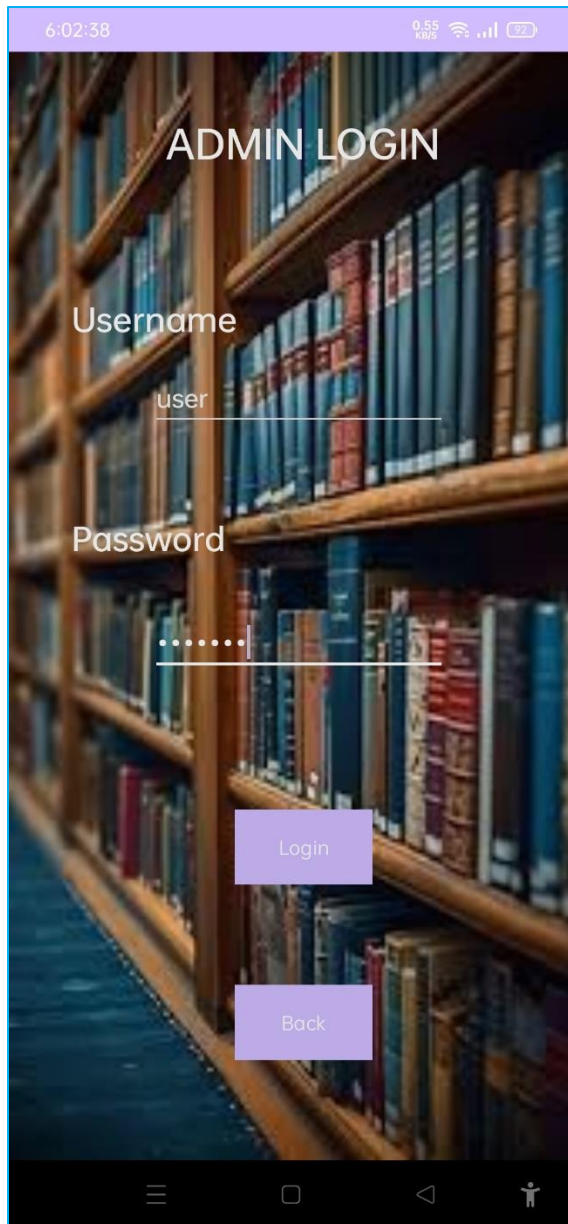 6:02:38 0.55 KB/S 92
ADMIN LOGIN
Username
user
Password
•••••••
Login
Back